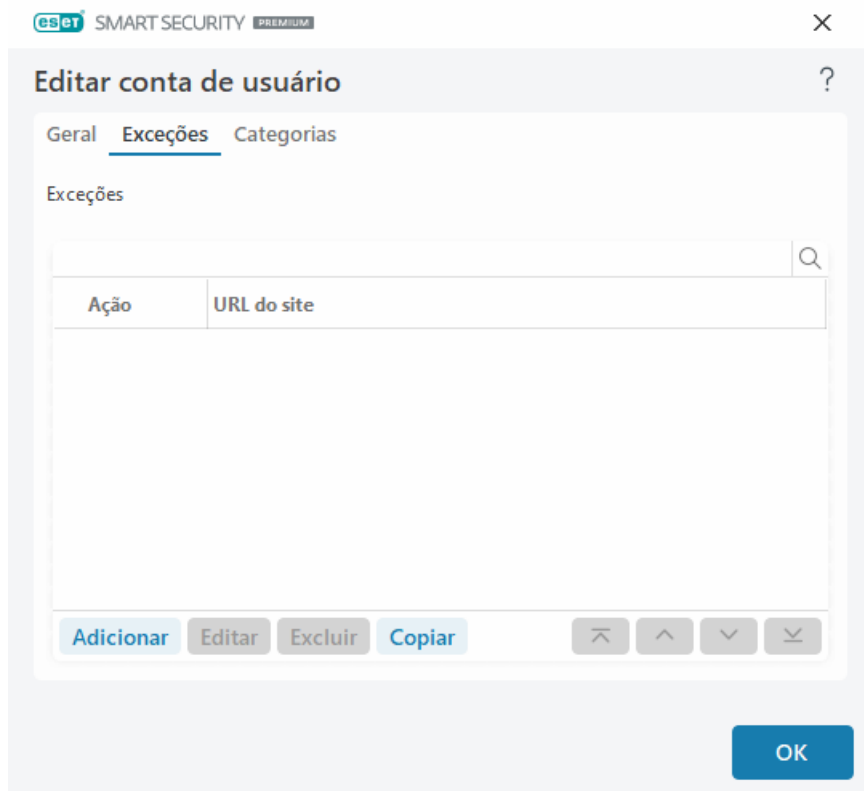 eset SMART SECURITY PREMIUM
Editar conta de usuário
?
Geral Exceções Categorias
Exceções
Ação URL do site
Adicionar Editar Excluir Copiar
OK